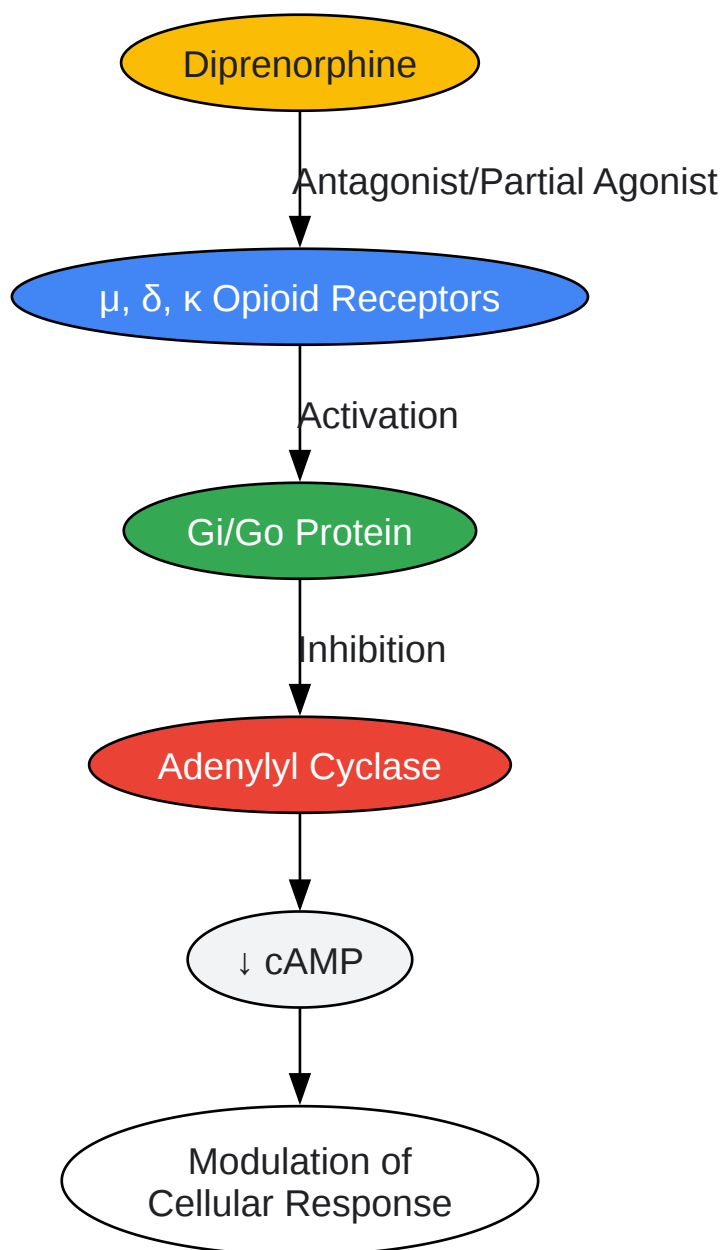 Diprenorphine
Antagonist/Partial Agonist
μ, δ, κ Opioid Receptors
Activation
Gi/Go Protein
Inhibition
Adenylyl Cyclase
↓ cAMP
Modulation of
Cellular Response